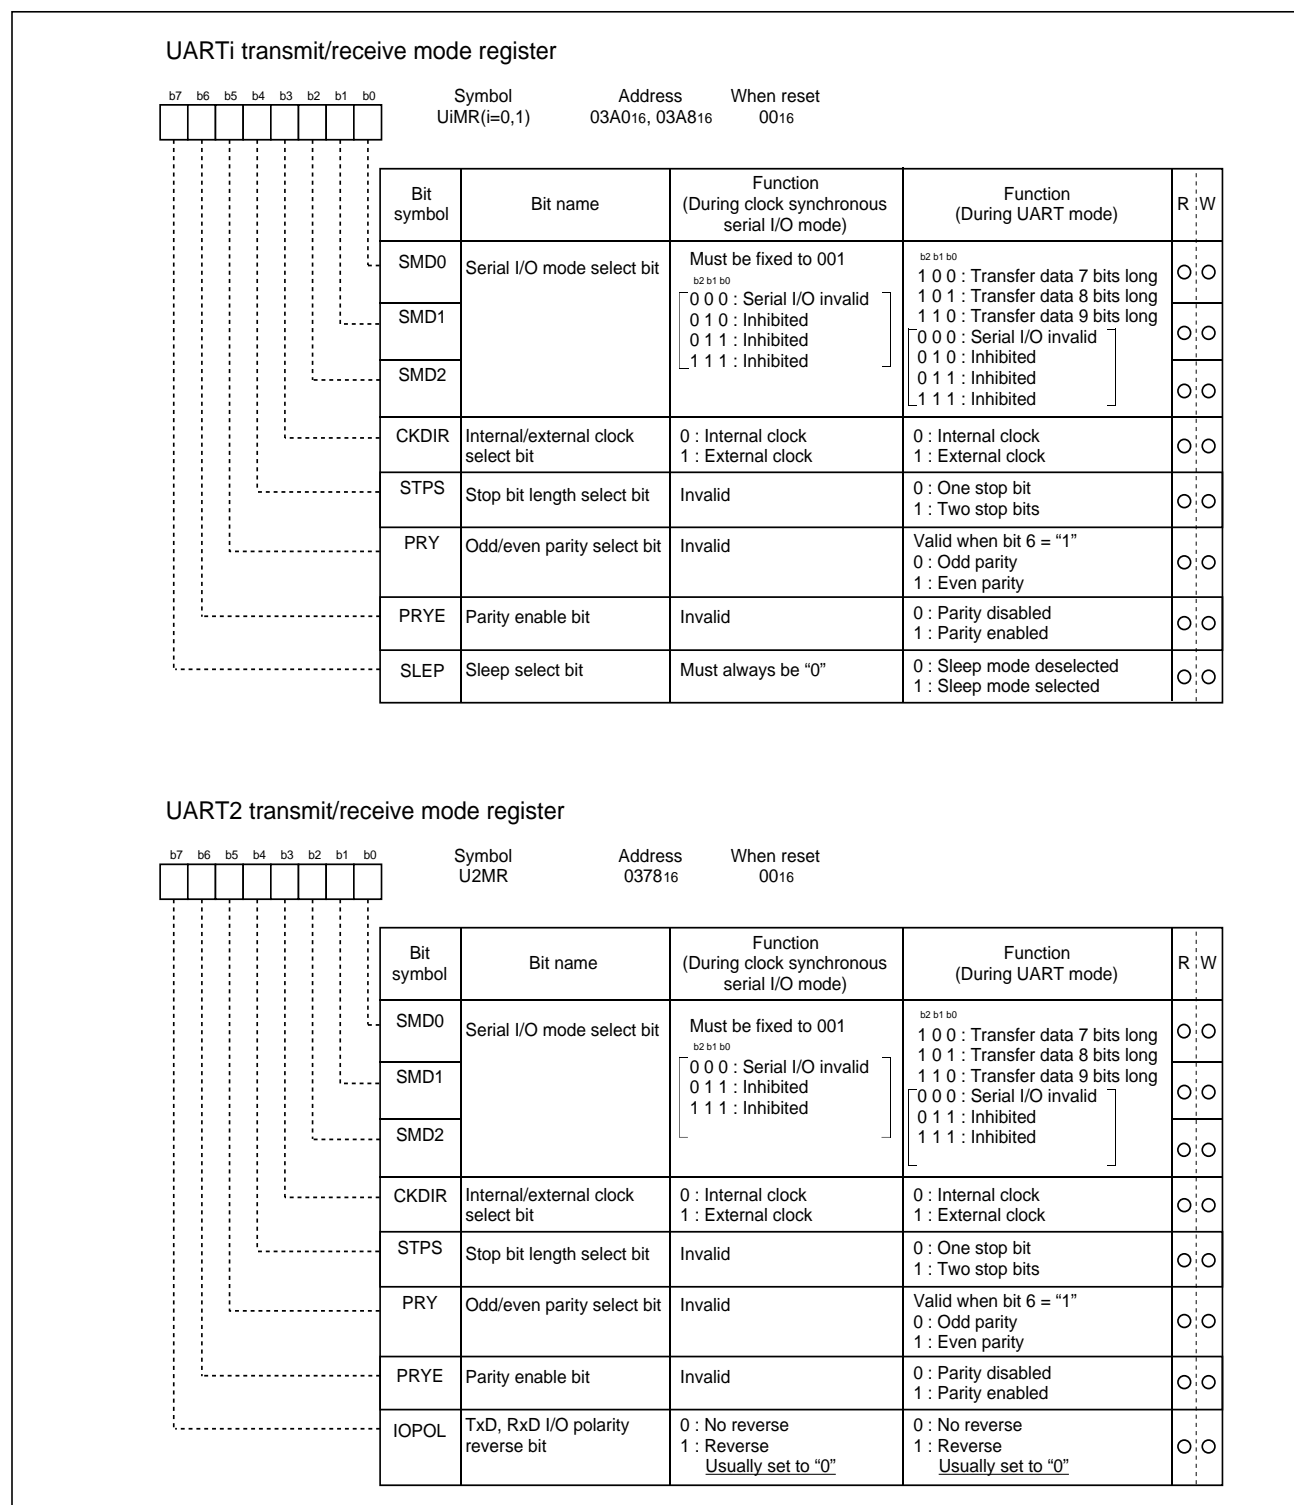 UARTi transmit/receive mode register
b7 b6 b5 b4 b3 b2 b1 b0
Symbol Address When reset
UiMR(i=0,1) 03A016, 03A816 0016
Bit symbol Bit name Function (During clock synchronous serial I/O mode) Function (During UART mode) R W
SMD0 Serial I/O mode select bit
SMD1
SMD2
Must be fixed to 001
b2 b1 b0
0 0 0 : Serial I/O invalid
0 1 0 : Inhibited
0 1 1 : Inhibited
1 1 1 : Inhibited
b2 b1 b0
1 0 0 : Transfer data 7 bits long
1 0 1 : Transfer data 8 bits long
1 1 0 : Transfer data 9 bits long
0 0 0 : Serial I/O invalid
0 1 0 : Inhibited
0 1 1 : Inhibited
1 1 1 : Inhibited
CKDIR Internal/external clock select bit
0 : Internal clock
1 : External clock
0 : Internal clock
1 : External clock
STPS Stop bit length select bit Invalid
0 : One stop bit
1 : Two stop bits
PRY Odd/even parity select bit Invalid
Valid when bit 6 = “1”
0 : Odd parity
1 : Even parity
PRYE Parity enable bit Invalid
0 : Parity disabled
1 : Parity enabled
SLEP Sleep select bit Must always be “0”
0 : Sleep mode deselected
1 : Sleep mode selected
UART2 transmit/receive mode register
b7 b6 b5 b4 b3 b2 b1 b0
Symbol Address When reset
U2MR 037816 0016
Bit symbol Bit name Function (During clock synchronous serial I/O mode) Function (During UART mode) R W
SMD0 Serial I/O mode select bit
SMD1
SMD2
Must be fixed to 001
b2 b1 b0
0 0 0 : Serial I/O invalid
0 1 1 : Inhibited
1 1 1 : Inhibited
b2 b1 b0
1 0 0 : Transfer data 7 bits long
1 0 1 : Transfer data 8 bits long
1 1 0 : Transfer data 9 bits long
0 0 0 : Serial I/O invalid
0 1 1 : Inhibited
1 1 1 : Inhibited
CKDIR Internal/external clock select bit
0 : Internal clock
1 : External clock
0 : Internal clock
1 : External clock
STPS Stop bit length select bit Invalid
0 : One stop bit
1 : Two stop bits
PRY Odd/even parity select bit Invalid
Valid when bit 6 = “1”
0 : Odd parity
1 : Even parity
PRYE Parity enable bit Invalid
0 : Parity disabled
1 : Parity enabled
IOPOL TxD, RxD I/O polarity reverse bit
0 : No reverse
1 : Reverse
Usually set to “0”
0 : No reverse
1 : Reverse
Usually set to “0”